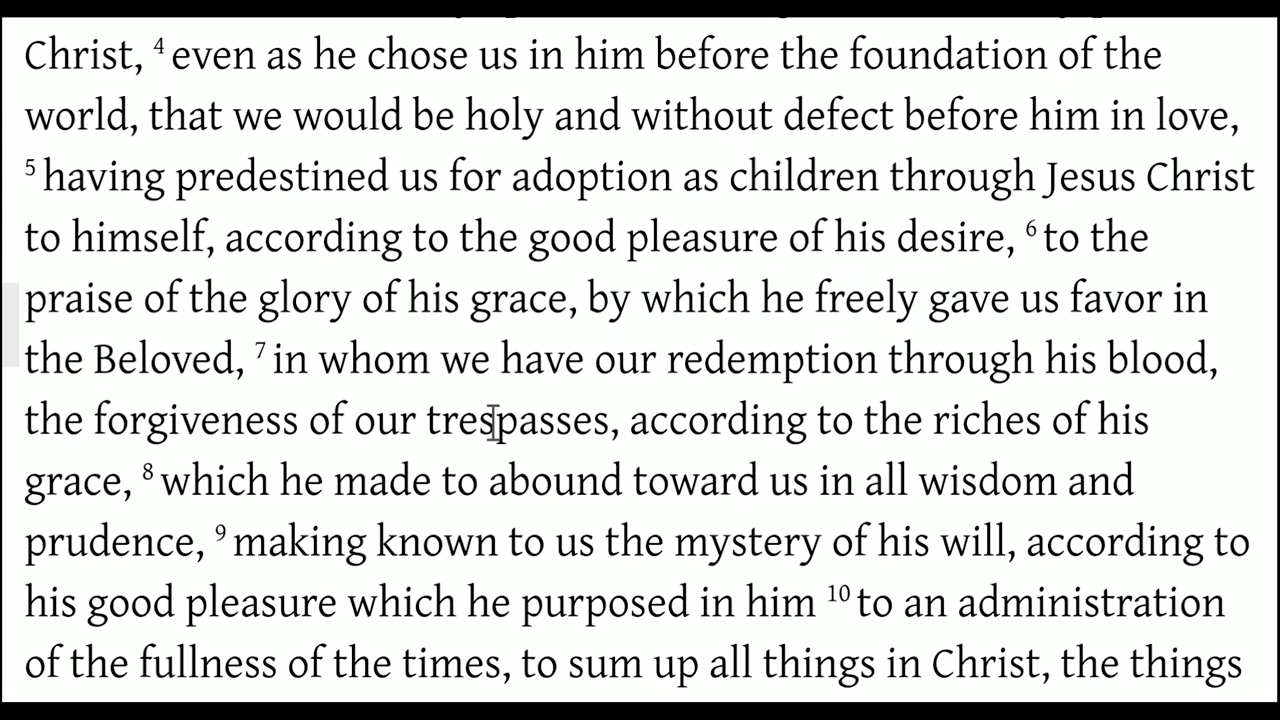 Christ, 4 even as he chose us in him before the foundation of the
world, that we would be holy and without defect before him in love,
5 having predestined us for adoption as children through Jesus Christ
to himself, according to the good pleasure of his desire, 6 to the
praise of the glory of his grace, by which he freely gave us favor in
the Beloved, 7 in whom we have our redemption through his blood,
the forgiveness of our trespasses, according to the riches of his
grace, 8 which he made to abound toward us in all wisdom and
prudence, 9 making known to us the mystery of his will, according to
his good pleasure which he purposed in him 10 to an administration
of the fullness of the times, to sum up all things in Christ, the things